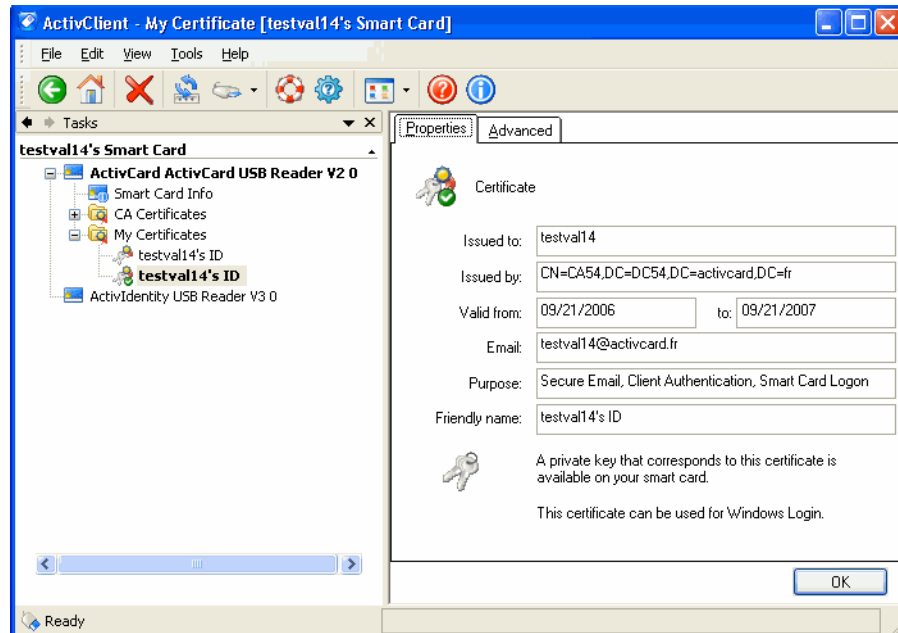 ActivClient - My Certificate [testval14's Smart Card]
File Edit View Tools Help
Tasks
testval14's Smart Card
ActivCard ActivCard USB Reader V2 0
Smart Card Info
CA Certificates
My Certificates
testval14's ID
testval14's ID
ActivIdentity USB Reader V3 0
Properties Advanced
Certificate
Issued to: testval14
Issued by: CN=CA54,DC=DC54,DC=activcard,DC=fr
Valid from: 09/21/2006 to: 09/21/2007
Email: testval14@activcard.fr
Purpose: Secure Email, Client Authentication, Smart Card Logon
Friendly name: testval14's ID
A private key that corresponds to this certificate is
available on your smart card.
This certificate can be used for Windows Login.
OK
Ready